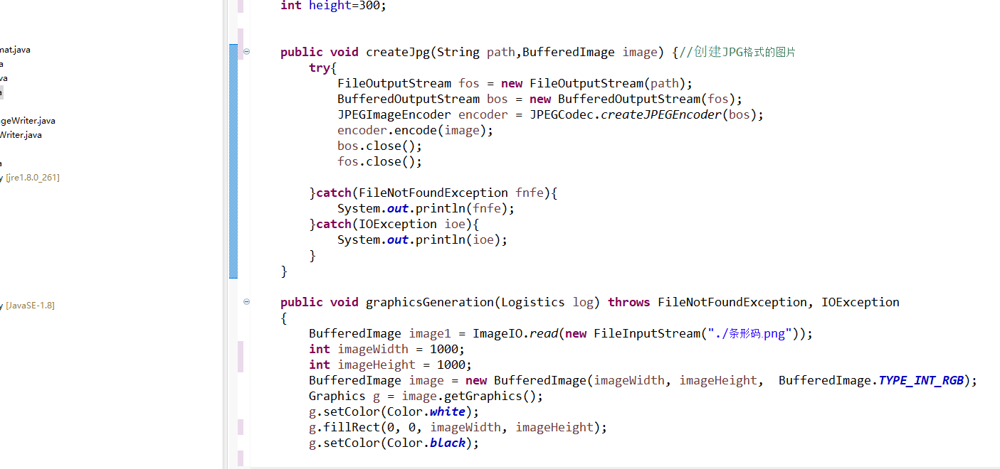 int height=300;
mat.java
a
va
a
geWriter.java
Writer.java
a
y [jre1.8.0_261]
y [JavaSE-1.8]
public void createJpg(String path,BufferedImage image) {//创建JPG格式的图片
try{
FileOutputStream fos = new FileOutputStream(path);
BufferedOutputStream bos = new BufferedOutputStream(fos);
JPEGImageEncoder encoder = JPEGCodec.createJPEGEncoder(bos);
encoder.encode(image);
bos.close();
fos.close();
}catch(FileNotFoundException fnfe){
System.out.println(fnfe);
}catch(IOException ioe){
System.out.println(ioe);
}
}
public void graphicsGeneration(Logistics log) throws FileNotFoundException, IOException
{
BufferedImage image1 = ImageIO.read(new FileInputStream("./条形码.png"));
int imageWidth = 1000;
int imageHeight = 1000;
BufferedImage image = new BufferedImage(imageWidth, imageHeight,  BufferedImage.TYPE_INT_RGB);
Graphics g = image.getGraphics();
g.setColor(Color.white);
g.fillRect(0, 0, imageWidth, imageHeight);
g.setColor(Color.black);